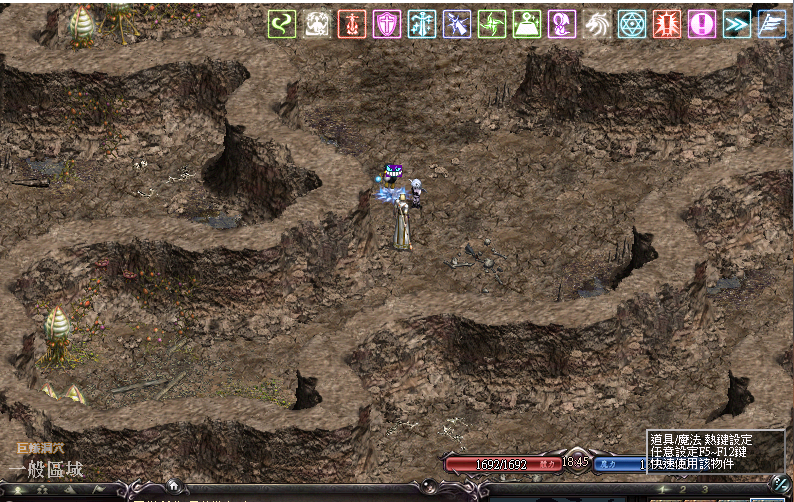 巨蟻洞穴
一般區域
1692/1692 體力
18:45
魔力 1
道具/魔法 熱鍵設定
任意設定F5~F12鍵
快速使用該物件
3